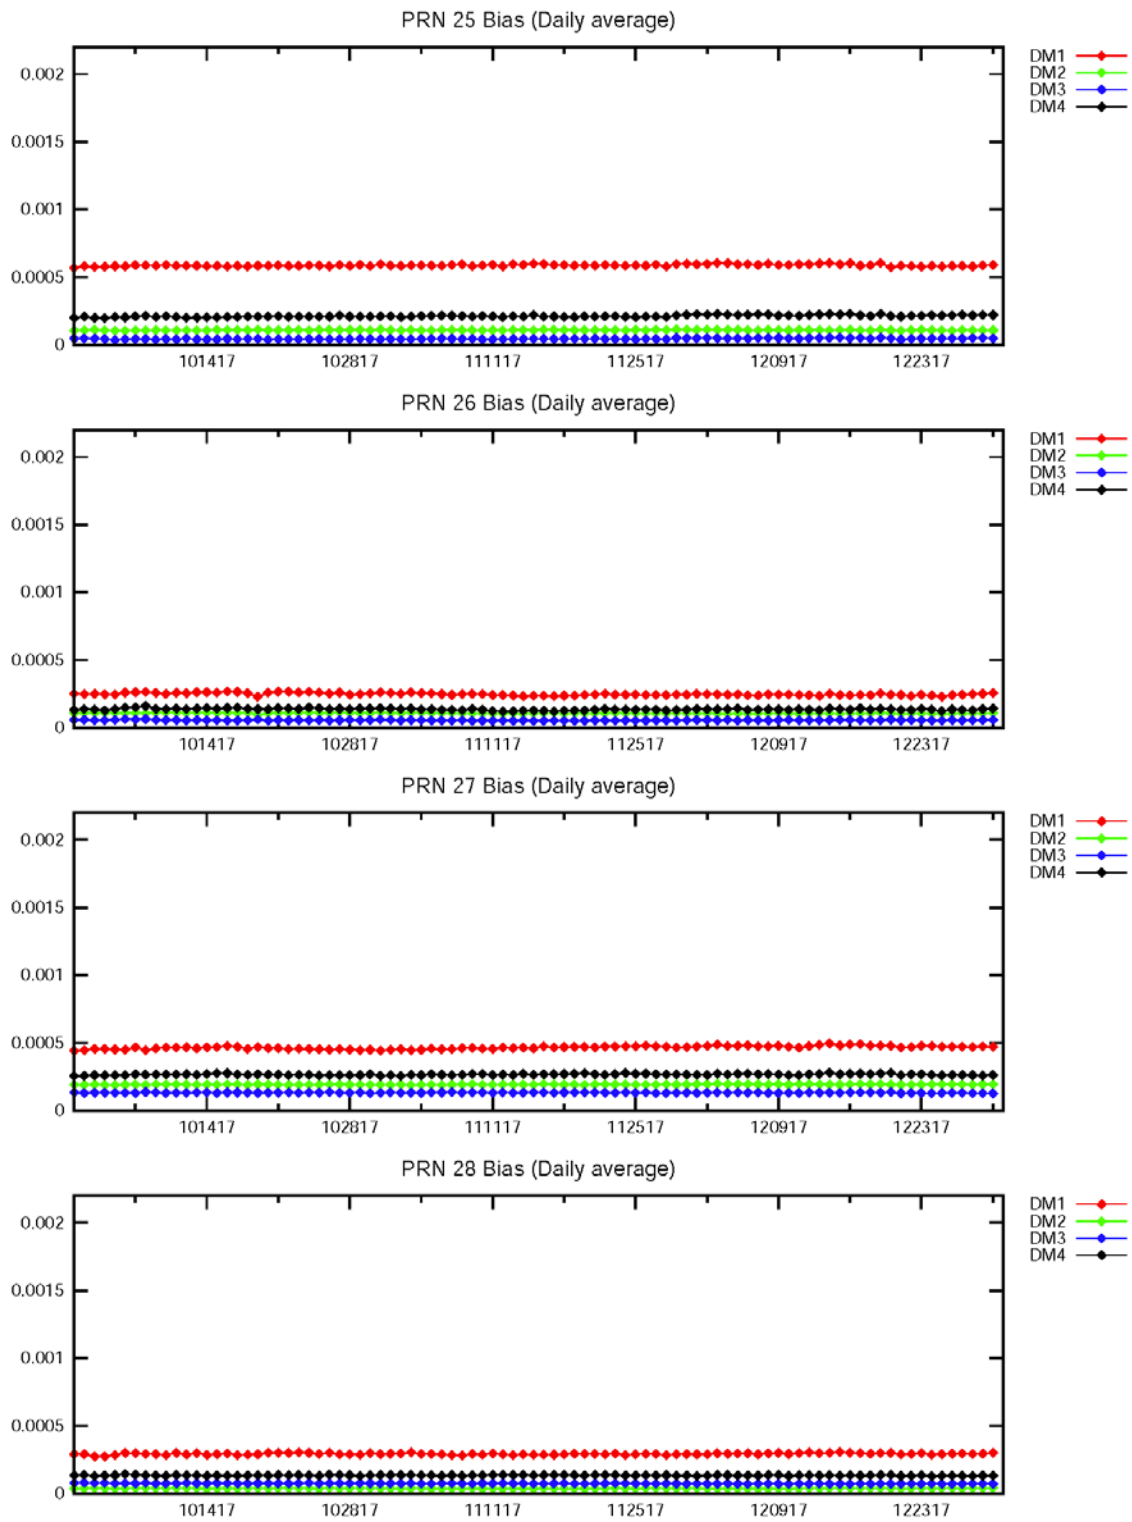 PRN 25 Bias (Daily average)
0.002
0.0015
0.001
0.0005
0
101417 102817 111117 112517 120917 122317
DM1
DM2
DM3
DM4
PRN 26 Bias (Daily average)
0.002
0.0015
0.001
0.0005
0
101417 102817 111117 112517 120917 122317
DM1
DM2
DM3
DM4
PRN 27 Bias (Daily average)
0.002
0.0015
0.001
0.0005
0
101417 102817 111117 112517 120917 122317
DM1
DM2
DM3
DM4
PRN 28 Bias (Daily average)
0.002
0.0015
0.001
0.0005
0
101417 102817 111117 112517 120917 122317
DM1
DM2
DM3
DM4